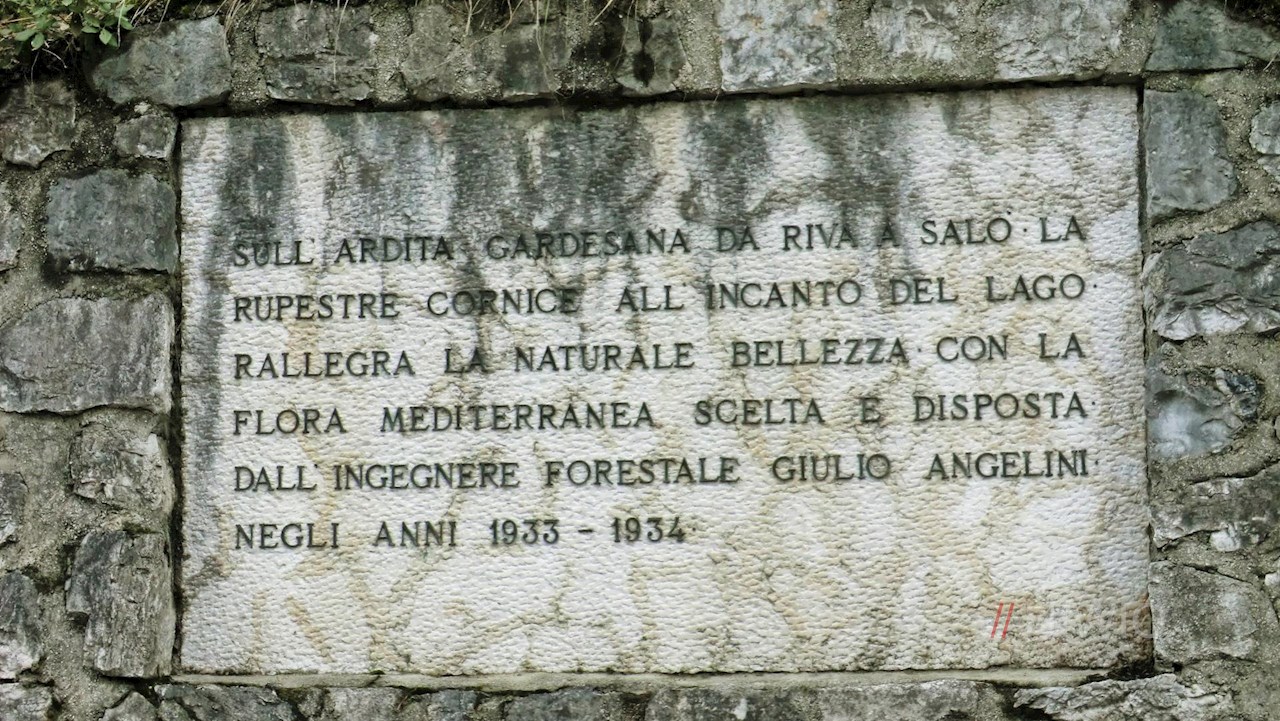 SULL' ARDITA GARDESANA DA RIVA A SALÒ · LA
RUPESTRE CORNICE ALL' INCANTO DEL LAGO ·
RALLEGRA LA NATURALE BELLEZZA · CON LA
FLORA MEDITERRANEA SCELTA E DISPOSTA ·
DALL' INGEGNERE FORESTALE GIULIO ANGELINI ·
NEGLI ANNI 1933 - 1934 ·